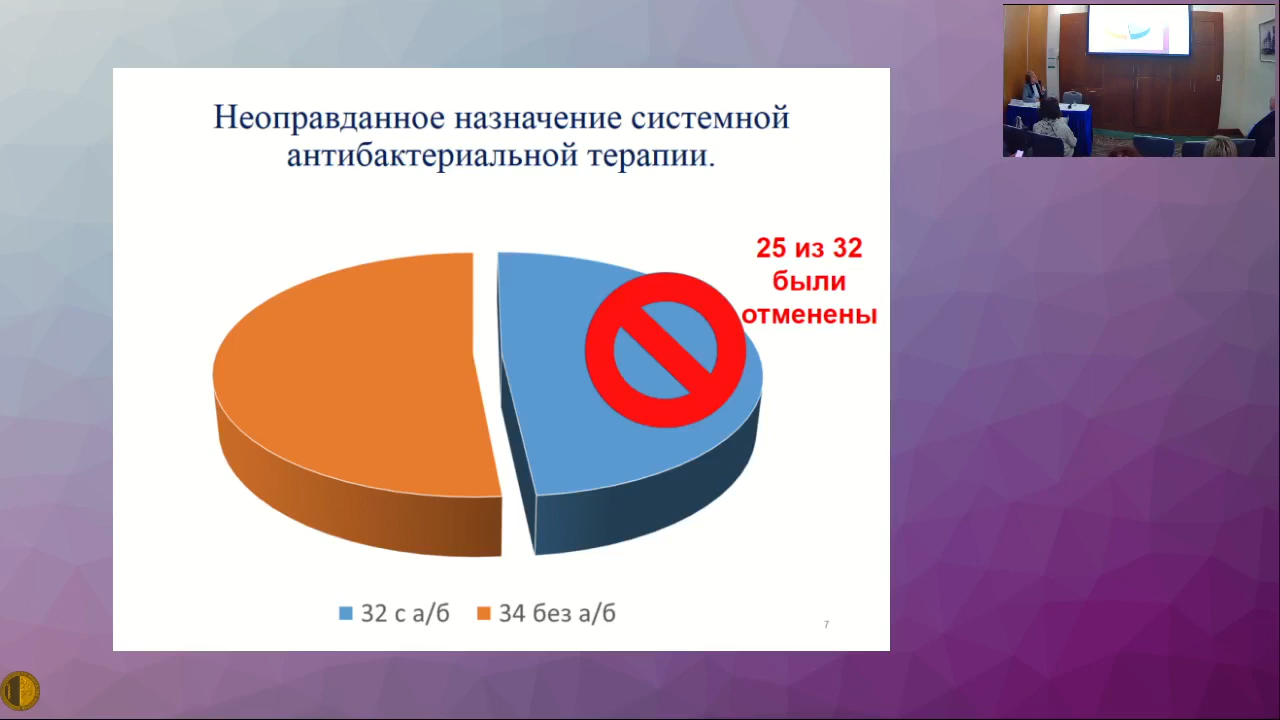 Неоправданное назначение системной
антибактериальной терапии.
25 из 32
были
отменены
32 с а/б
34 без а/б
7